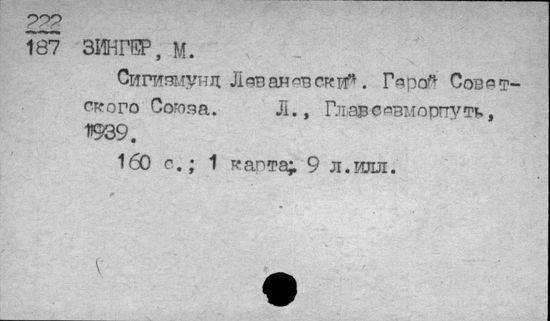 222
187 ЗИНГЕР, М.
Сигизмунд Леваневский. Герой Совет-
ского Союза. Л., Главсевморпуть,
1939.
160 с.; 1 карта; 9 л.илл.